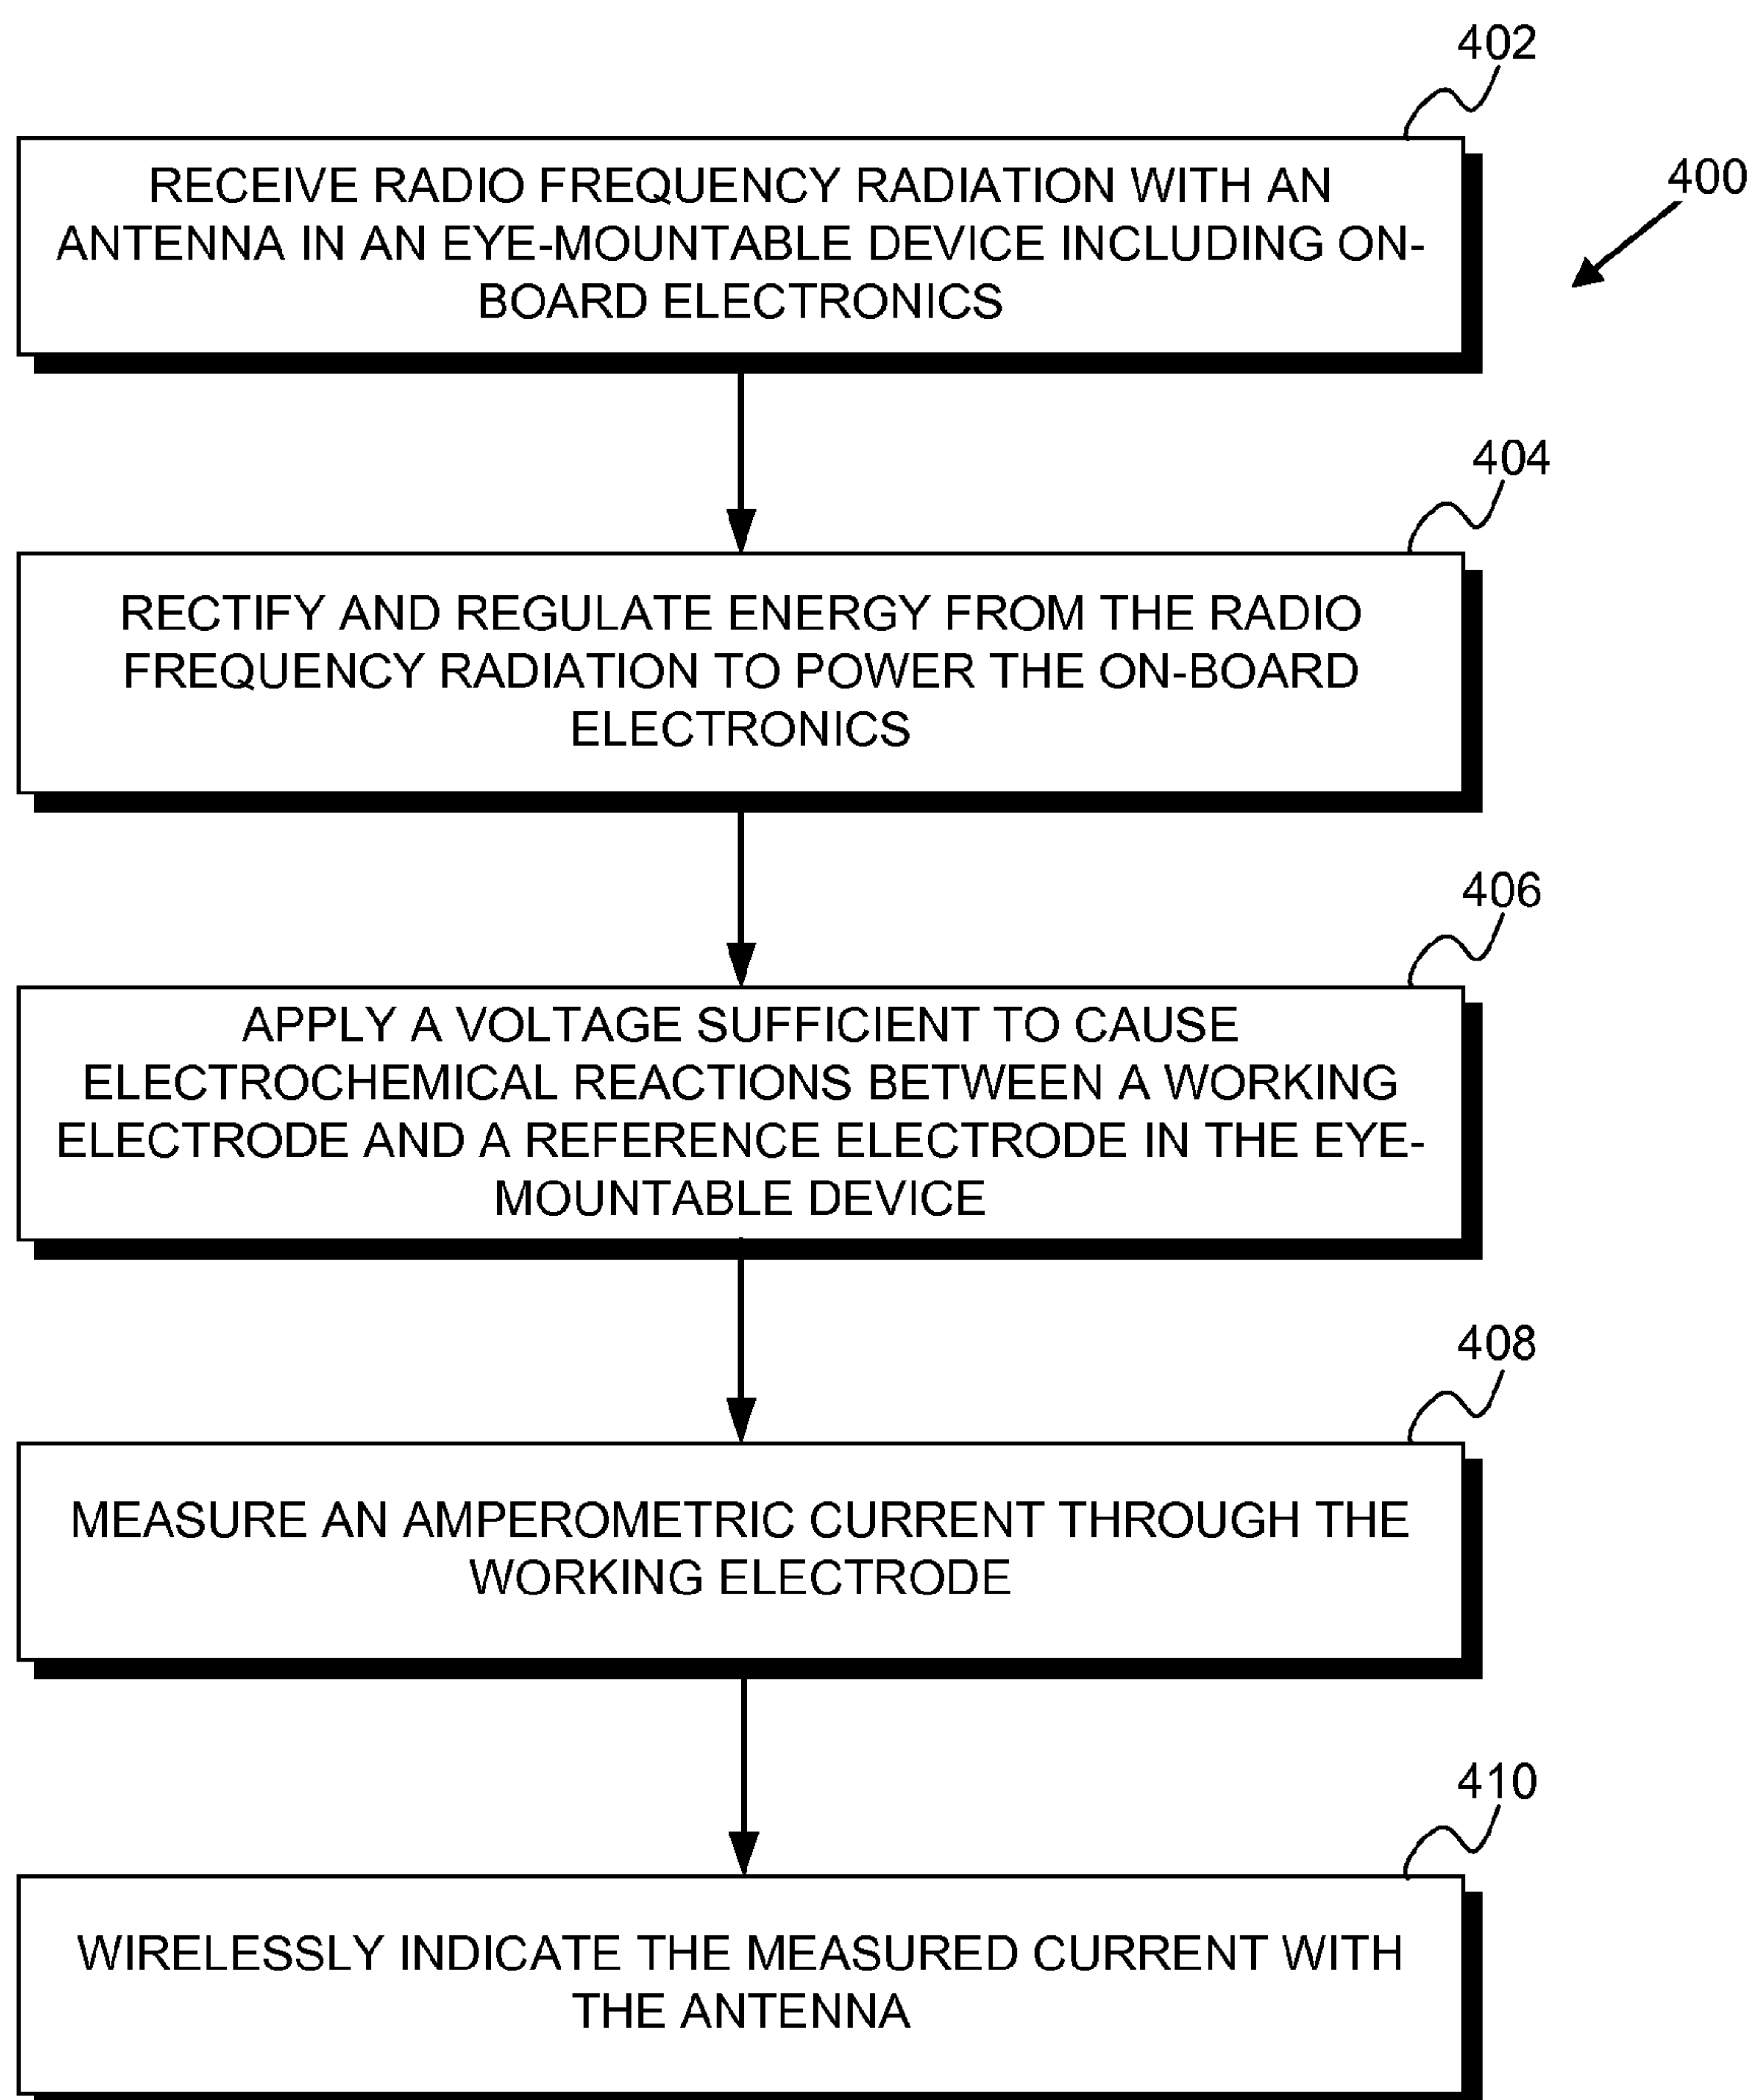 402
400
RECEIVE RADIO FREQUENCY RADIATION WITH AN
ANTENNA IN AN EYE-MOUNTABLE DEVICE INCLUDING ON-
BOARD ELECTRONICS
404
RECTIFY AND REGULATE ENERGY FROM THE RADIO
FREQUENCY RADIATION TO POWER THE ON-BOARD
ELECTRONICS
406
APPLY A VOLTAGE SUFFICIENT TO CAUSE
ELECTROCHEMICAL REACTIONS BETWEEN A WORKING
ELECTRODE AND A REFERENCE ELECTRODE IN THE EYE-
MOUNTABLE DEVICE
408
MEASURE AN AMPEROMETRIC CURRENT THROUGH THE
WORKING ELECTRODE
410
WIRELESSLY INDICATE THE MEASURED CURRENT WITH
THE ANTENNA